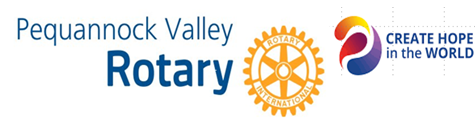 Pequannock Valley
Rotary
ROTARY
INTERNATIONAL
CREATE HOPE
in the WORLD